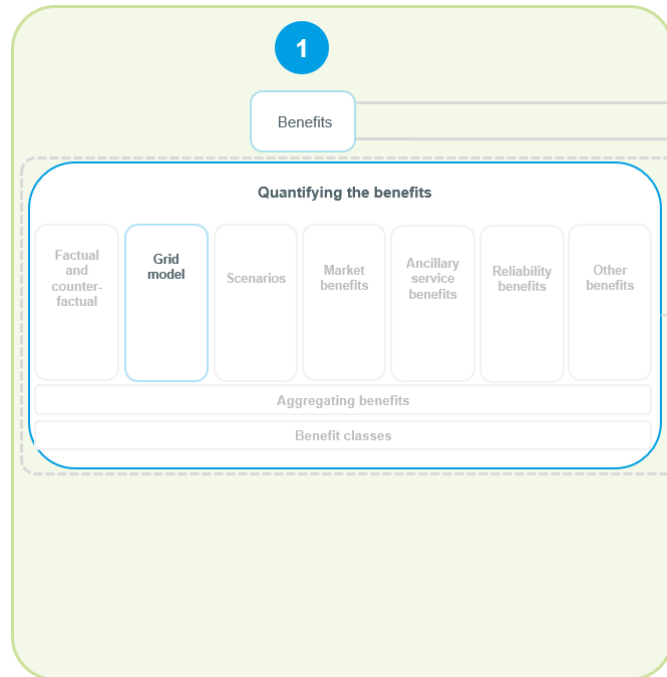 1
Benefits
Quantifying the benefits
Factual
and
counter-
factual
Grid
model
Scenarios
Market
benefits
Ancillary
service
benefits
Reliability
benefits
Other
benefits
Aggregating benefits
Benefit classes